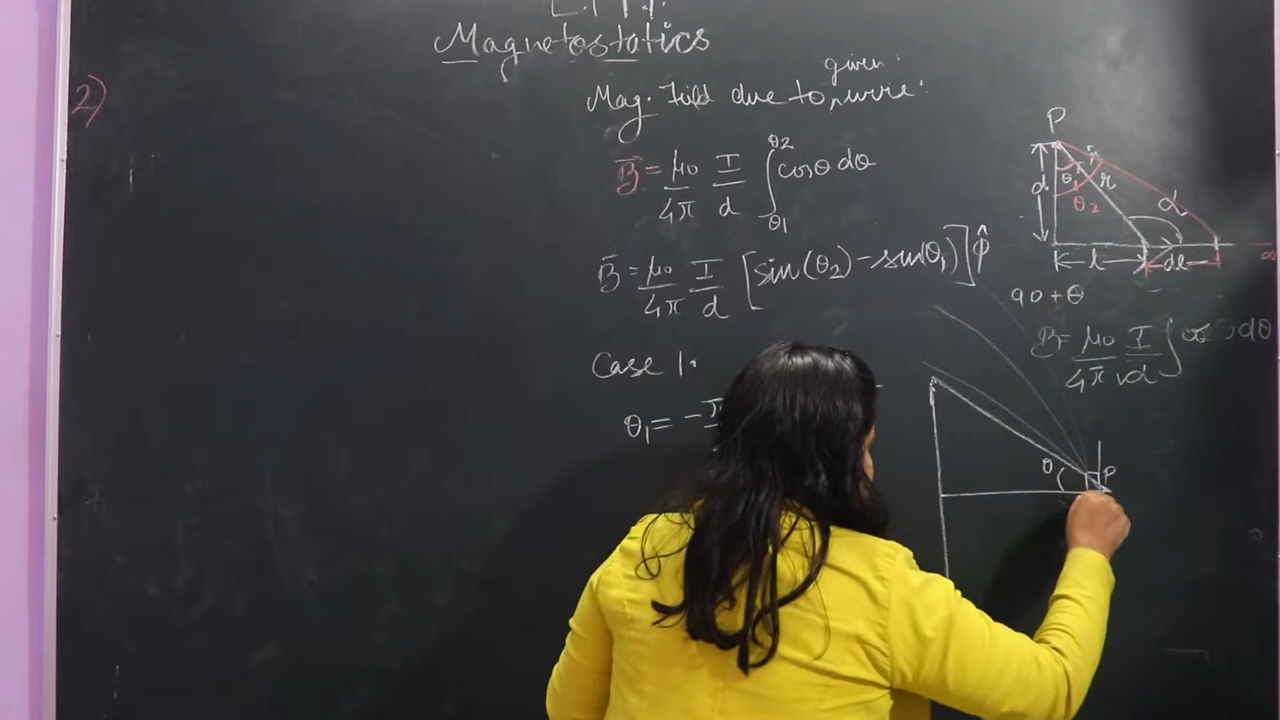 Magnetostatics
2)
given:
Mag. Field due to wire:
B⃗ = μ0/4π I/d ∫θ1^θ2 cosθ dθ
B̄ = μ0/4π I/d [sin(θ2) - sin(θ1)] φ̂
Case 1.
θ1 = -
P
d θ1 r
θ2 α
l dl
90 + θ
B = μ0/4π I/d ∫ dθ
θ P